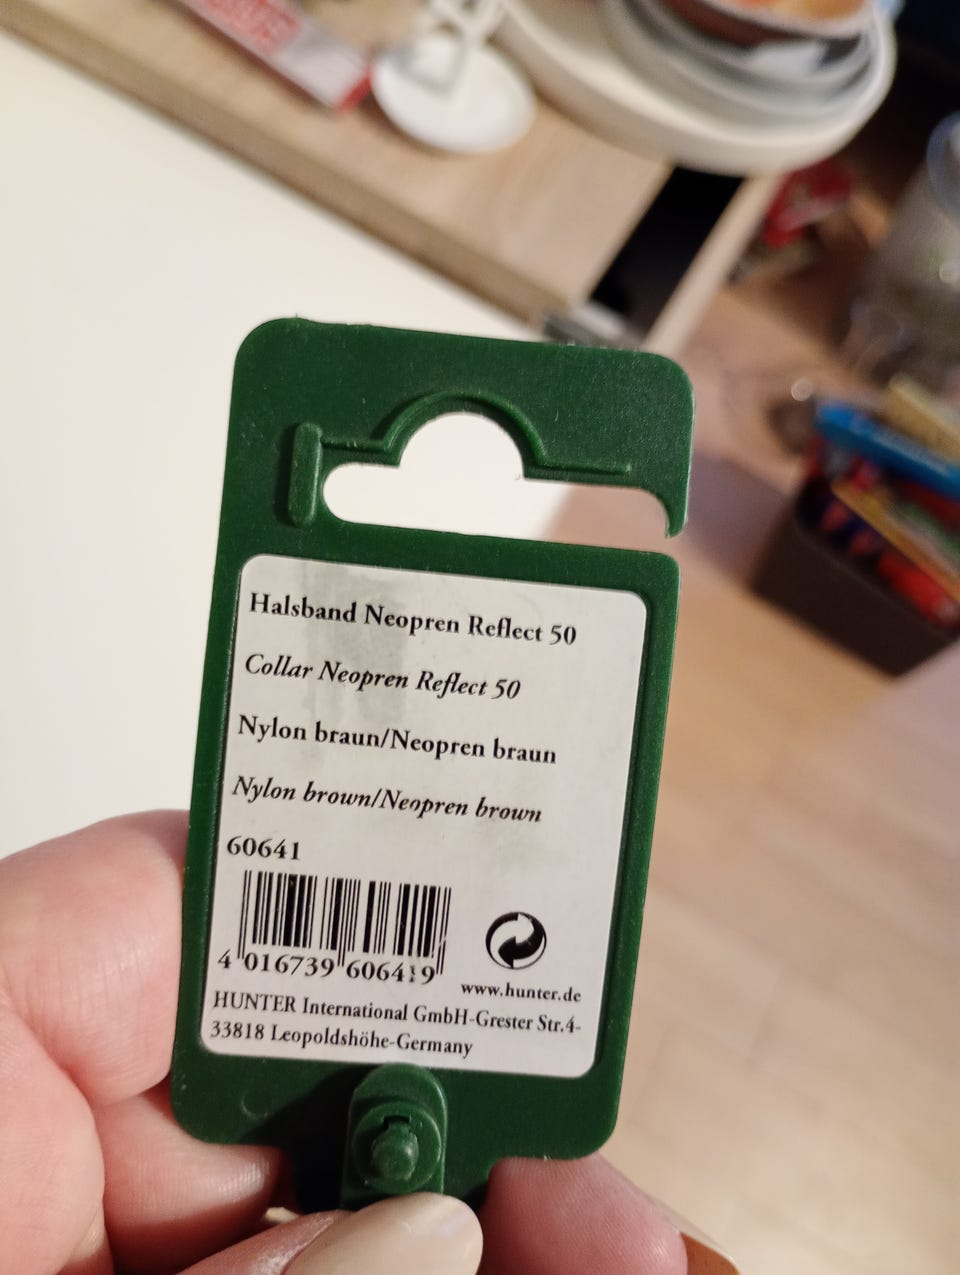 Halsband Neopren Reflect 50
Collar Neopren Reflect 50
Nylon braun/Neopren braun
Nylon brown/Neopren brown
60641
4 016739 606419
www.hunter.de
HUNTER International GmbH-Grester Str.4-
33818 Leopoldshöhe-Germany